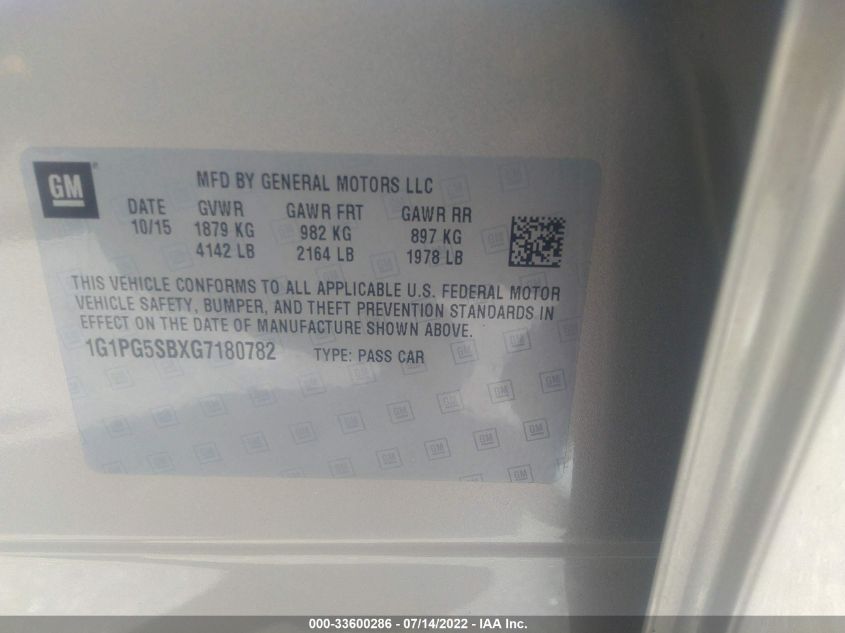 GM
MFD BY GENERAL MOTORS LLC
DATE GVWR GAWR FRT GAWR RR
10/15 1879 KG 982 KG 897 KG
4142 LB 2164 LB 1978 LB
THIS VEHICLE CONFORMS TO ALL APPLICABLE U.S. FEDERAL MOTOR
VEHICLE SAFETY, BUMPER, AND THEFT PREVENTION STANDARDS IN
EFFECT ON THE DATE OF MANUFACTURE SHOWN ABOVE.
1G1PG5SBXG7180782 TYPE: PASS CAR
000-33600286 - 07/14/2022 - IAA Inc.